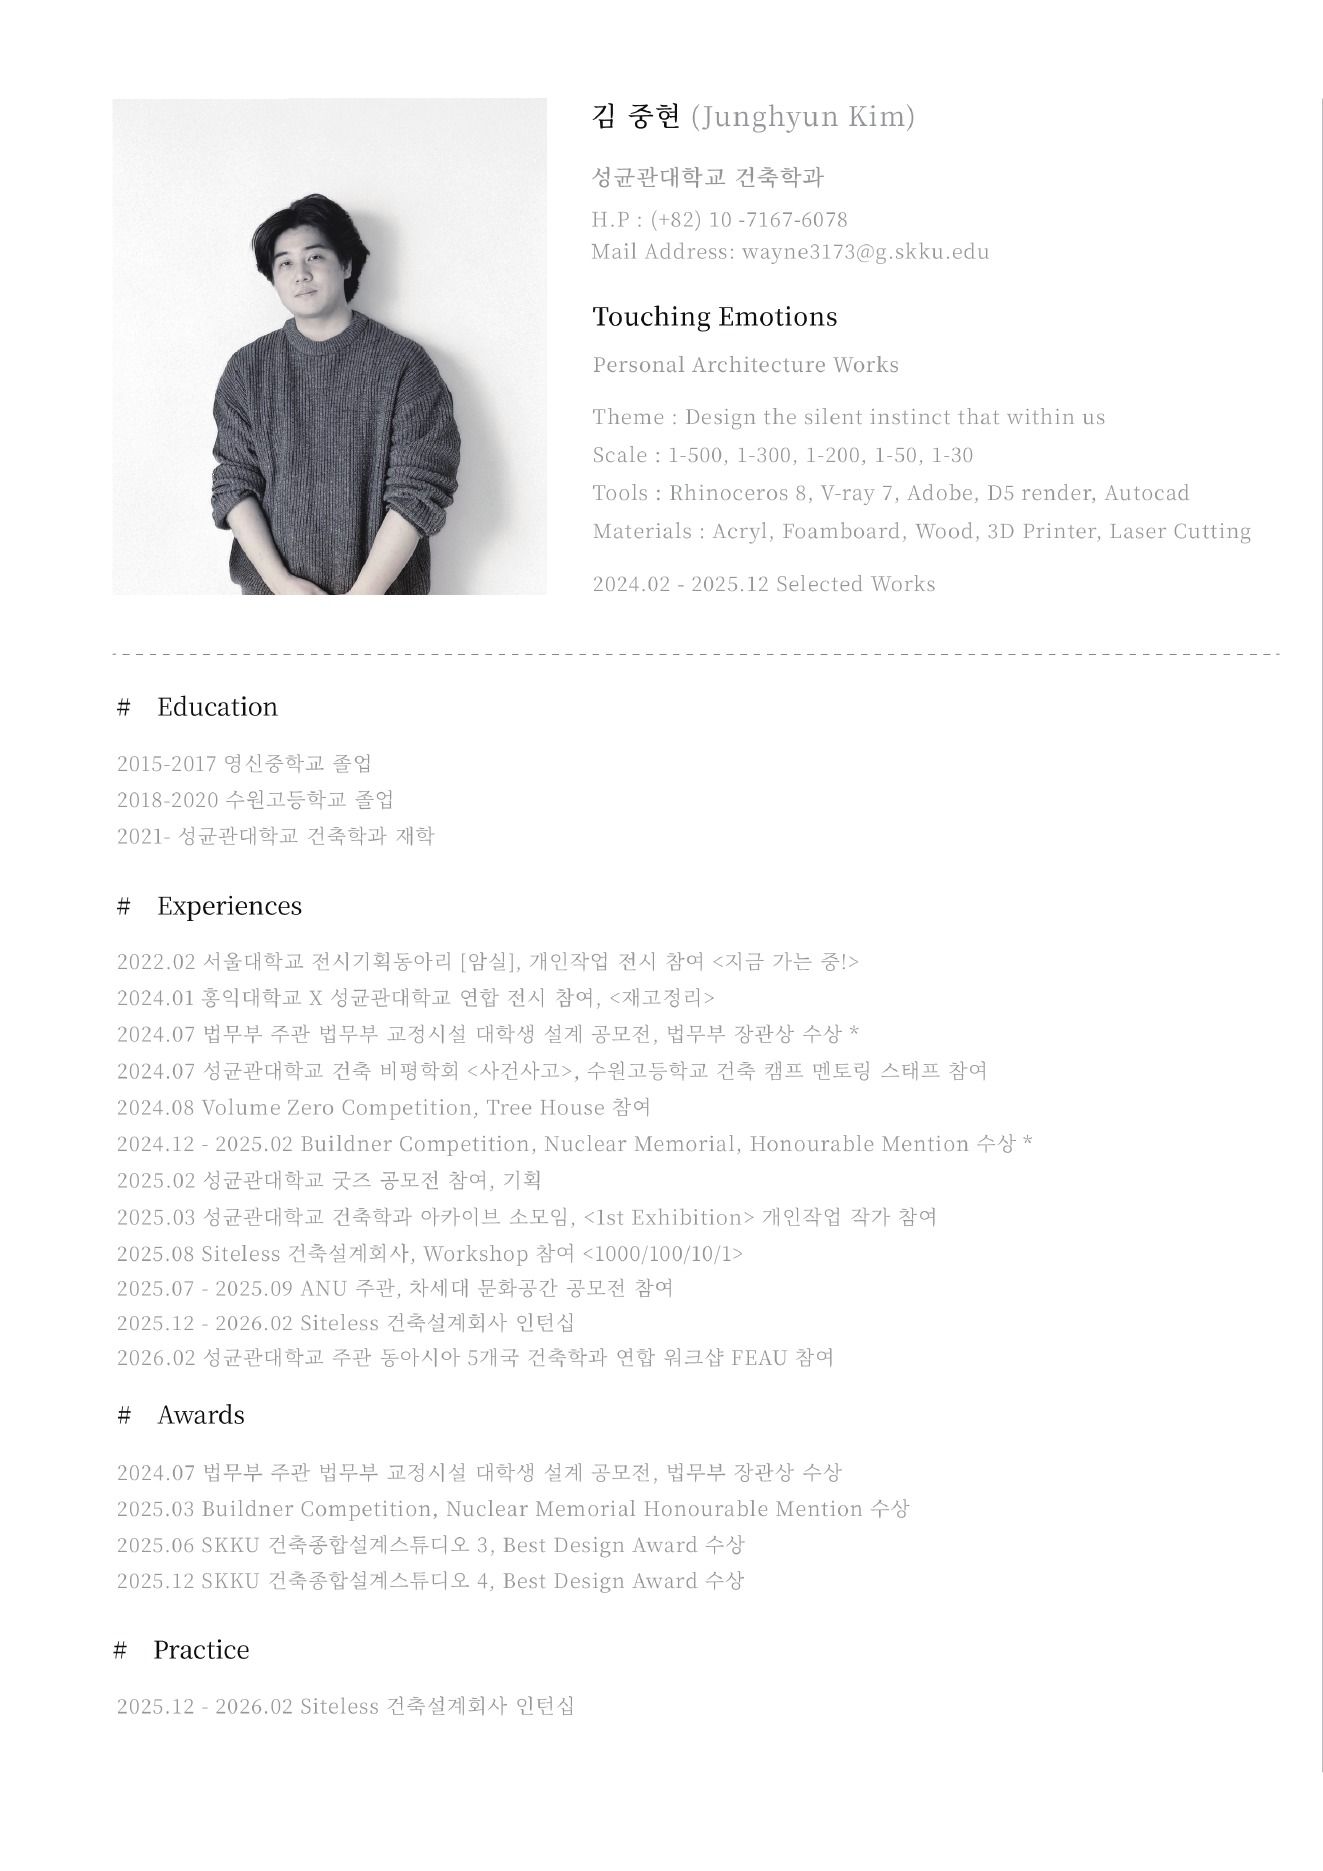 김 중현 (Junghyun Kim)
성균관대학교 건축학과
H.P : (+82) 10 -7167-6078
Mail Address: wayne3173@g.skku.edu
Touching Emotions
Personal Architecture Works
Theme : Design the silent instinct that within us
Scale : 1-500, 1-300, 1-200, 1-50, 1-30
Tools : Rhinoceros 8, V-ray 7, Adobe, D5 render, Autocad
Materials : Acryl, Foamboard, Wood, 3D Printer, Laser Cutting
2024.02 - 2025.12 Selected Works
# Education
2015-2017 영신중학교 졸업
2018-2020 수원고등학교 졸업
2021- 성균관대학교 건축학과 재학
# Experiences
2022.02 서울대학교 전시기획동아리 [암실], 개인작업 전시 참여 <지금 가는 중!>
2024.01 홍익대학교 X 성균관대학교 연합 전시 참여, <재고정리>
2024.07 법무부 주관 법무부 교정시설 대학생 설계 공모전, 법무부 장관상 수상 *
2024.07 성균관대학교 건축 비평학회 <사건사고>, 수원고등학교 건축 캠프 멘토링 스태프 참여
2024.08 Volume Zero Competition, Tree House 참여
2024.12 - 2025.02 Buildner Competition, Nuclear Memorial, Honourable Mention 수상 *
2025.02 성균관대학교 굿즈 공모전 참여, 기획
2025.03 성균관대학교 건축학과 아카이브 소모임, <1st Exhibition> 개인작업 작가 참여
2025.08 Siteless 건축설계회사, Workshop 참여 <1000/100/10/1>
2025.07 - 2025.09 ANU 주관, 차세대 문화공간 공모전 참여
2025.12 - 2026.02 Siteless 건축설계회사 인턴십
2026.02 성균관대학교 주관 동아시아 5개국 건축학과 연합 워크샵 FEAU 참여
# Awards
2024.07 법무부 주관 법무부 교정시설 대학생 설계 공모전, 법무부 장관상 수상
2025.03 Buildner Competition, Nuclear Memorial Honourable Mention 수상
2025.06 SKKU 건축종합설계스튜디오 3, Best Design Award 수상
2025.12 SKKU 건축종합설계스튜디오 4, Best Design Award 수상
# Practice
2025.12 - 2026.02 Siteless 건축설계회사 인턴십